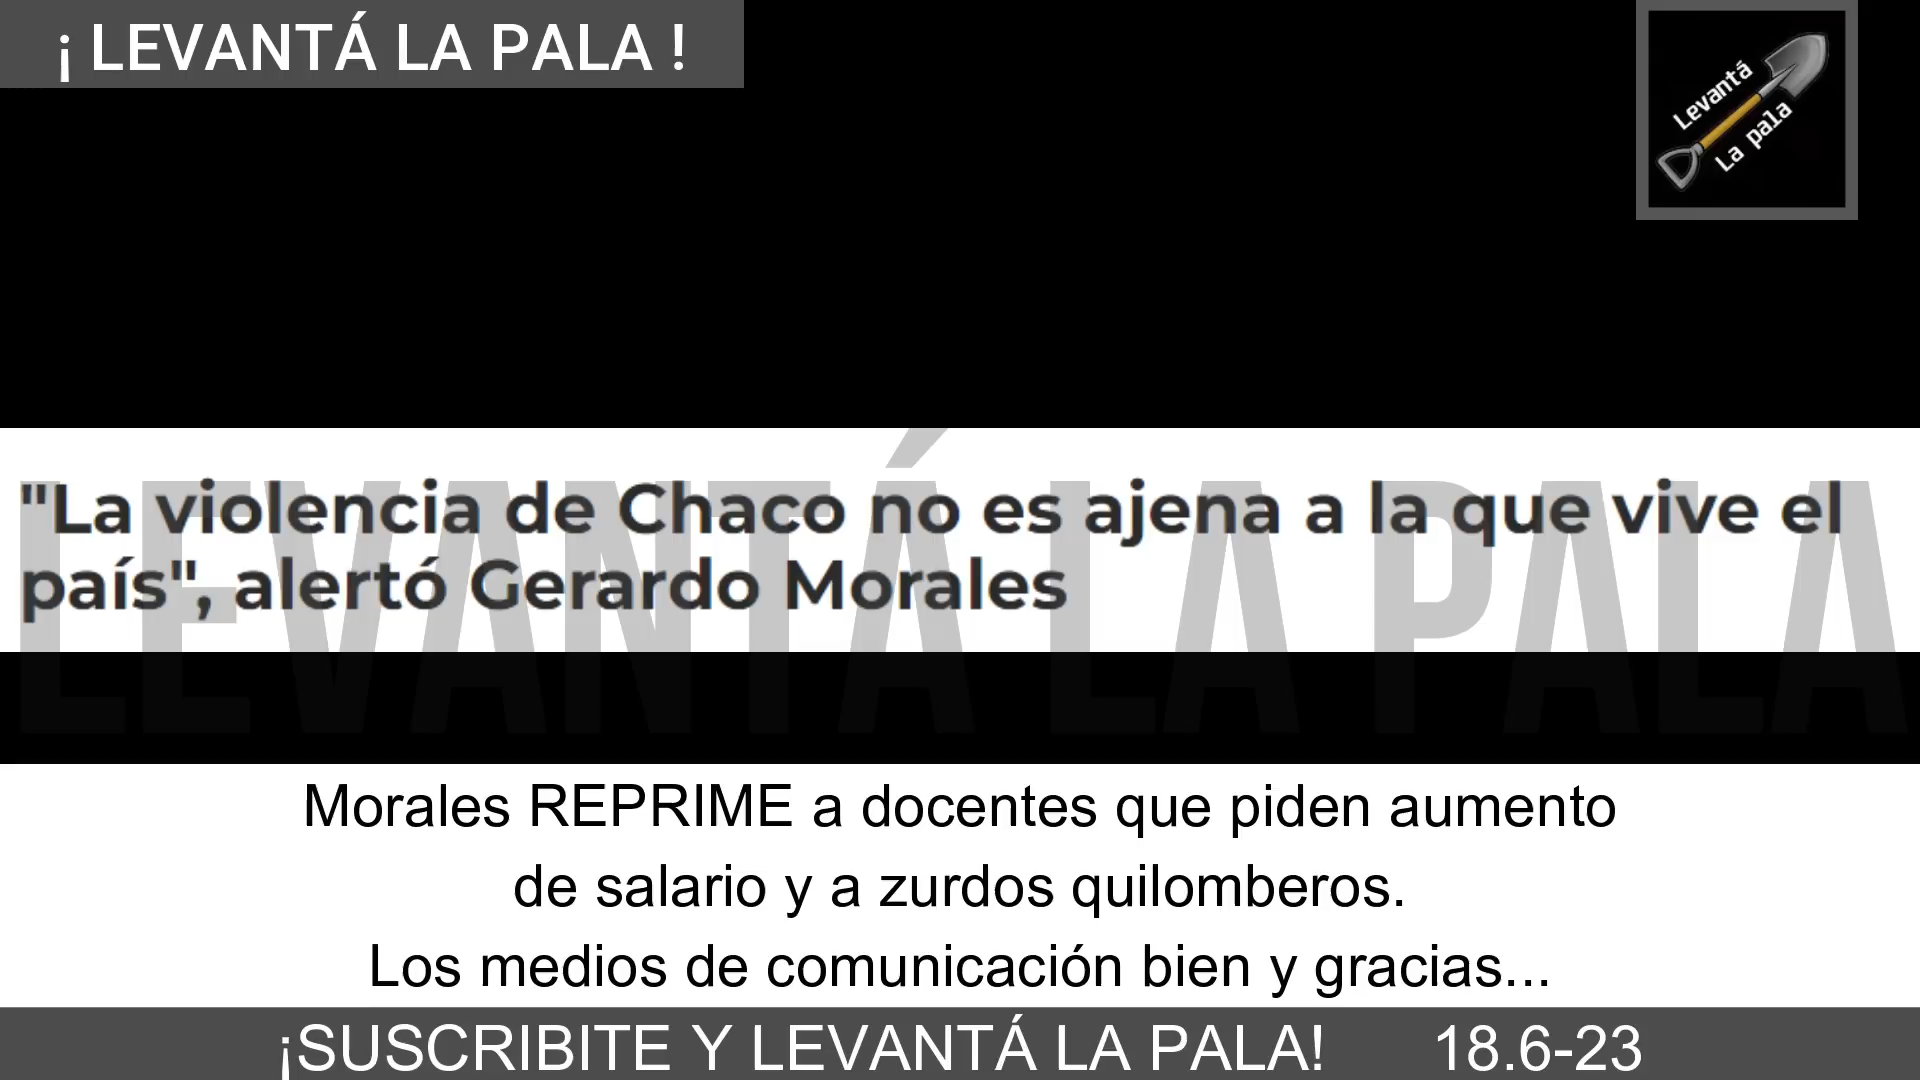 ¡ LEVANTÁ LA PALA !
Levantá
La pala
"La violencia de Chaco no es ajena a la que vive el
país", alertó Gerardo Morales
LEVANTÁ LA PALA
Morales REPRIME a docentes que piden aumento
de salario y a zurdos quilomberos.
Los medios de comunicación bien y gracias...
¡SUSCRIBITE Y LEVANTÁ LA PALA! 18.6-23